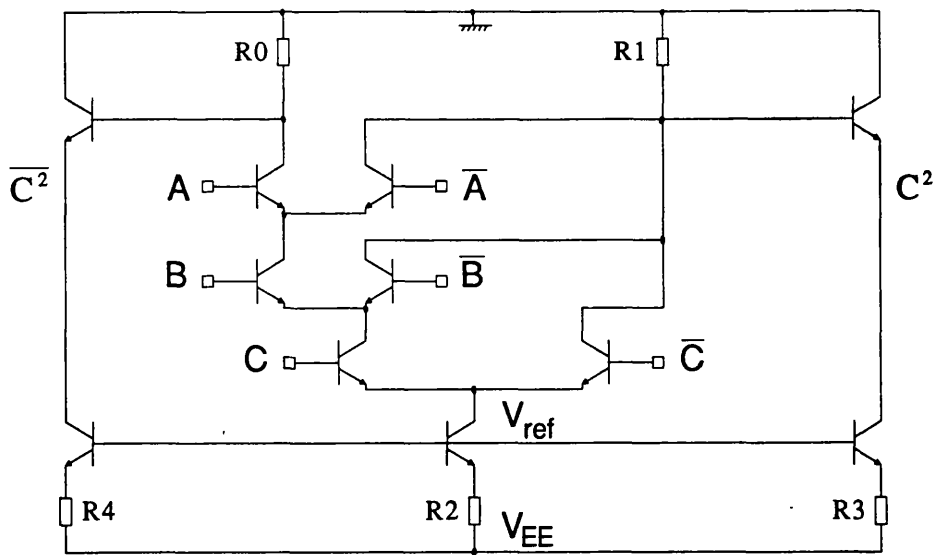 R0
R1
A
A̅
C̅²̅
C²
B
B̅
C
C̅
V_ref
R4
R2
V_EE
R3